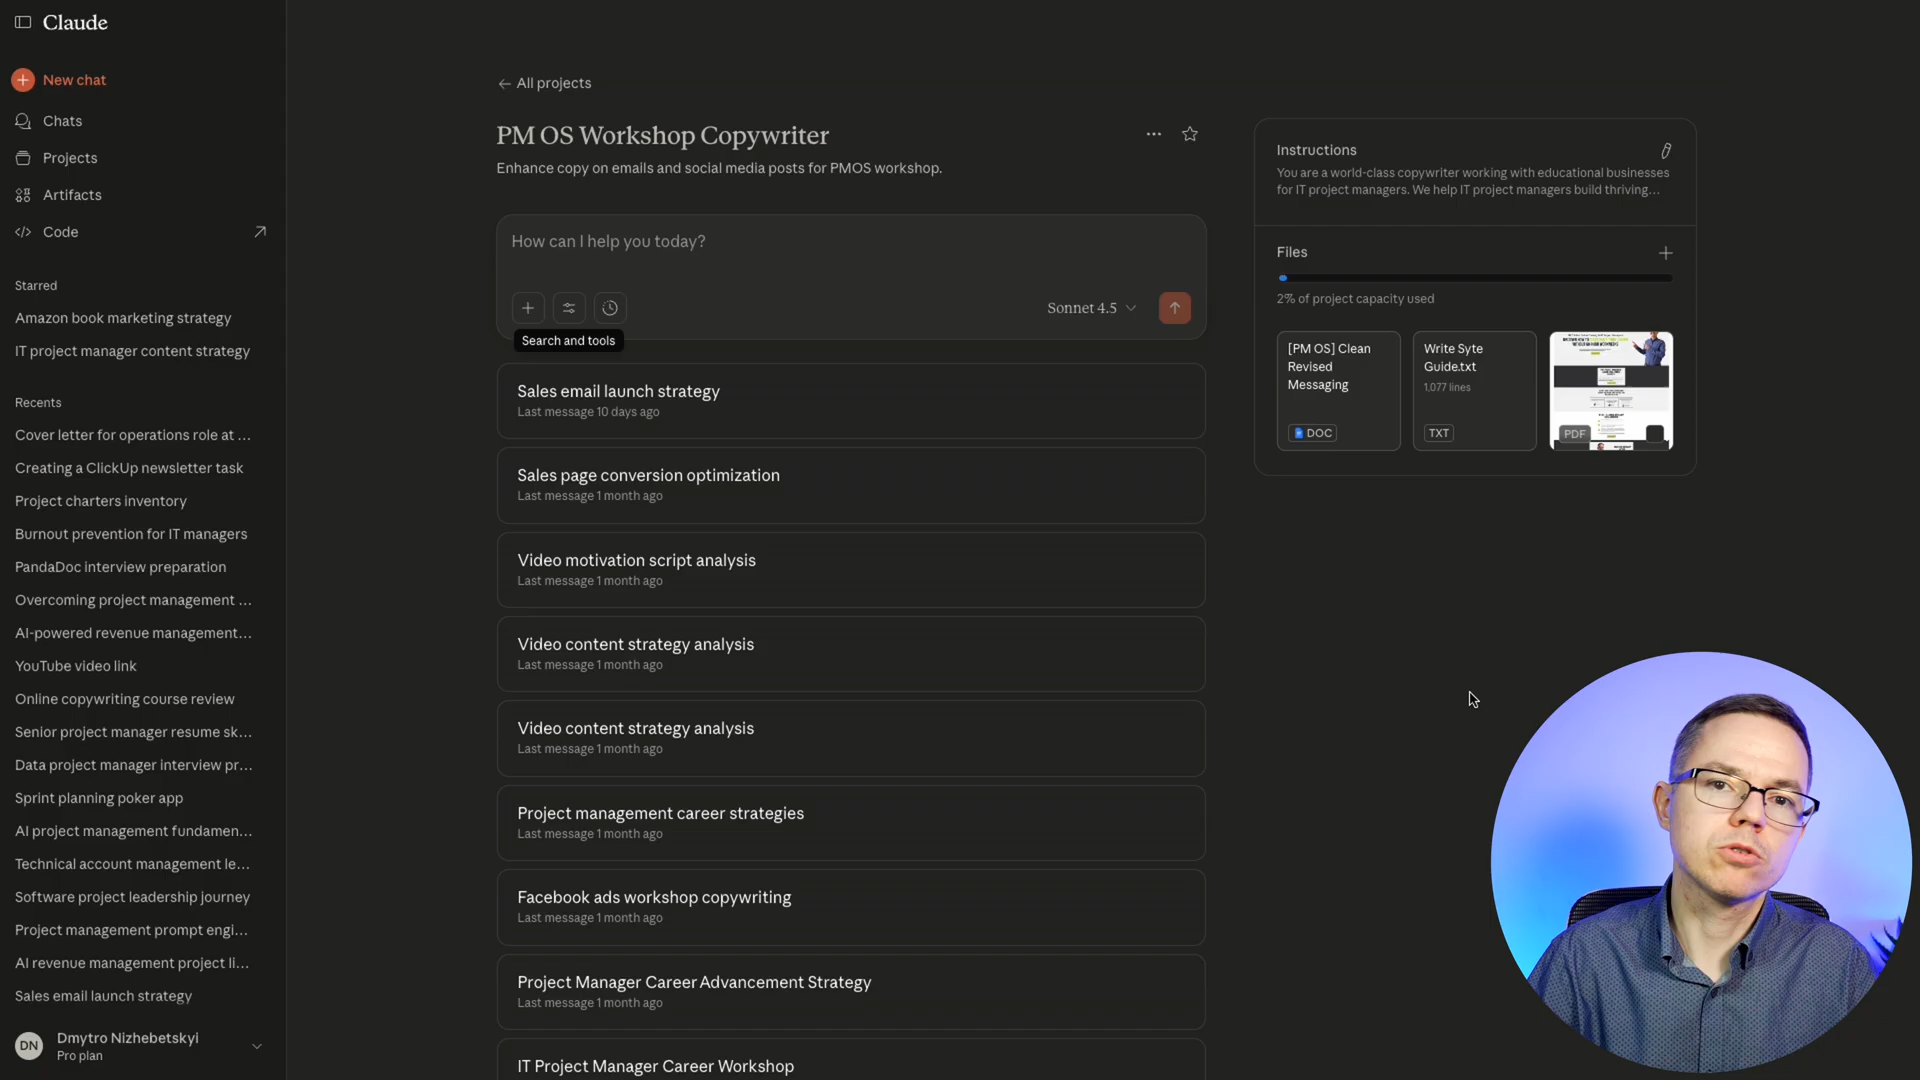 Claude
New chat
Chats
Projects
Artifacts
Code
Starred
Amazon book marketing strategy
IT project manager content strategy
Recents
Cover letter for operations role at ...
Creating a ClickUp newsletter task
Project charters inventory
Burnout prevention for IT managers
PandaDoc interview preparation
Overcoming project management ...
AI-powered revenue management...
YouTube video link
Online copywriting course review
Senior project manager resume sk...
Data project manager interview pr...
Sprint planning poker app
AI project management fundamen...
Technical account management le...
Software project leadership journey
Project management prompt engi...
AI revenue management project li...
Sales email launch strategy
DN
Dmytro Nizhebetskyi
Pro plan
All projects
PM OS Workshop Copywriter
Enhance copy on emails and social media posts for PMOS workshop.
How can I help you today?
Sonnet 4.5
Search and tools
Sales email launch strategy
Last message 10 days ago
Sales page conversion optimization
Last message 1 month ago
Video motivation script analysis
Last message 1 month ago
Video content strategy analysis
Last message 1 month ago
Video content strategy analysis
Last message 1 month ago
Project management career strategies
Last message 1 month ago
Facebook ads workshop copywriting
Last message 1 month ago
Project Manager Career Advancement Strategy
Last message 1 month ago
IT Project Manager Career Workshop
Instructions
You are a world-class copywriter working with educational businesses
for IT project managers. We help IT project managers build thriving...
Files
2% of project capacity used
[PM OS] Clean
Revised
Messaging
DOC
Write Syte
Guide.txt
1,077 lines
TXT
PDF